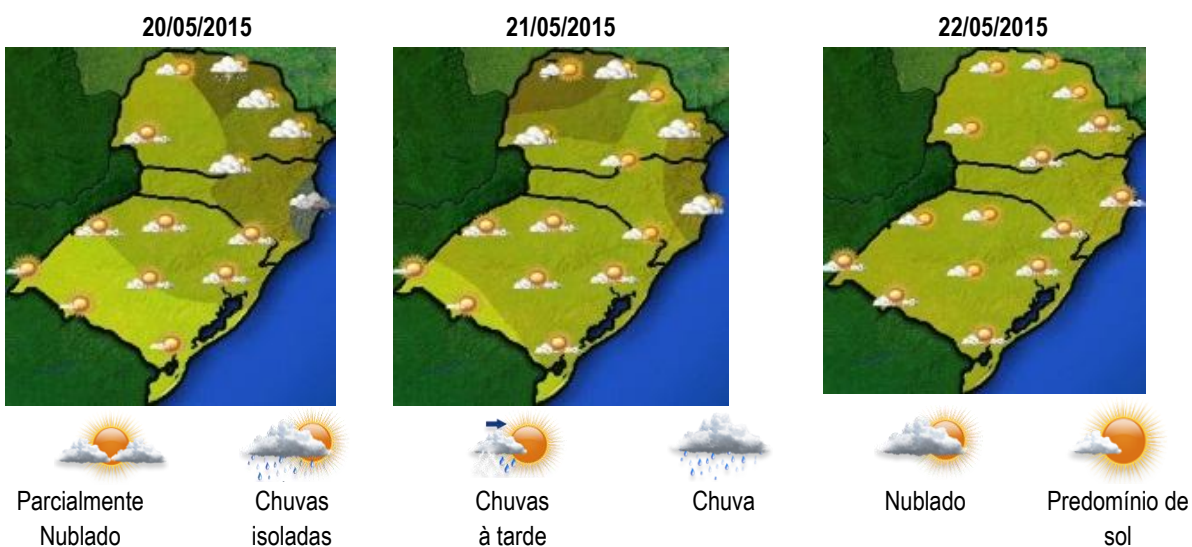 20/05/2015
21/05/2015
22/05/2015
Parcialmente
Nublado
Chuvas
isoladas
Chuvas
à tarde
Chuva
Nublado
Predomínio de
sol